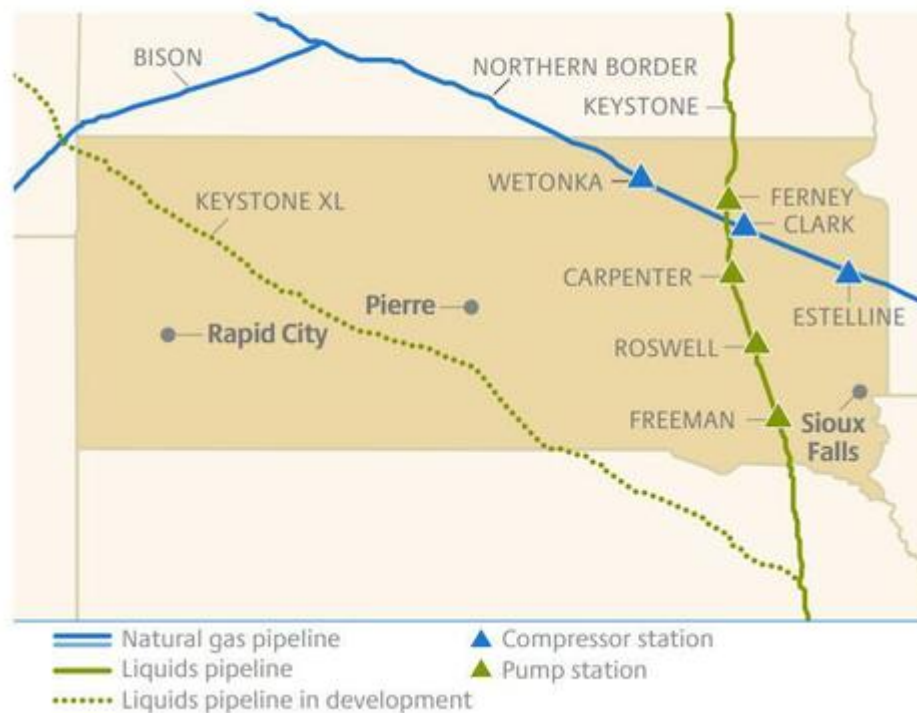 BISON
NORTHERN BORDER
KEYSTONE
WETONKA
FERNEY
CLARK
KEYSTONE XL
CARPENTER
Pierre
ESTELLINE
Rapid City
ROSWELL
FREEMAN
Sioux
Falls
Natural gas pipeline
Compressor station
Liquids pipeline
Pump station
Liquids pipeline in development